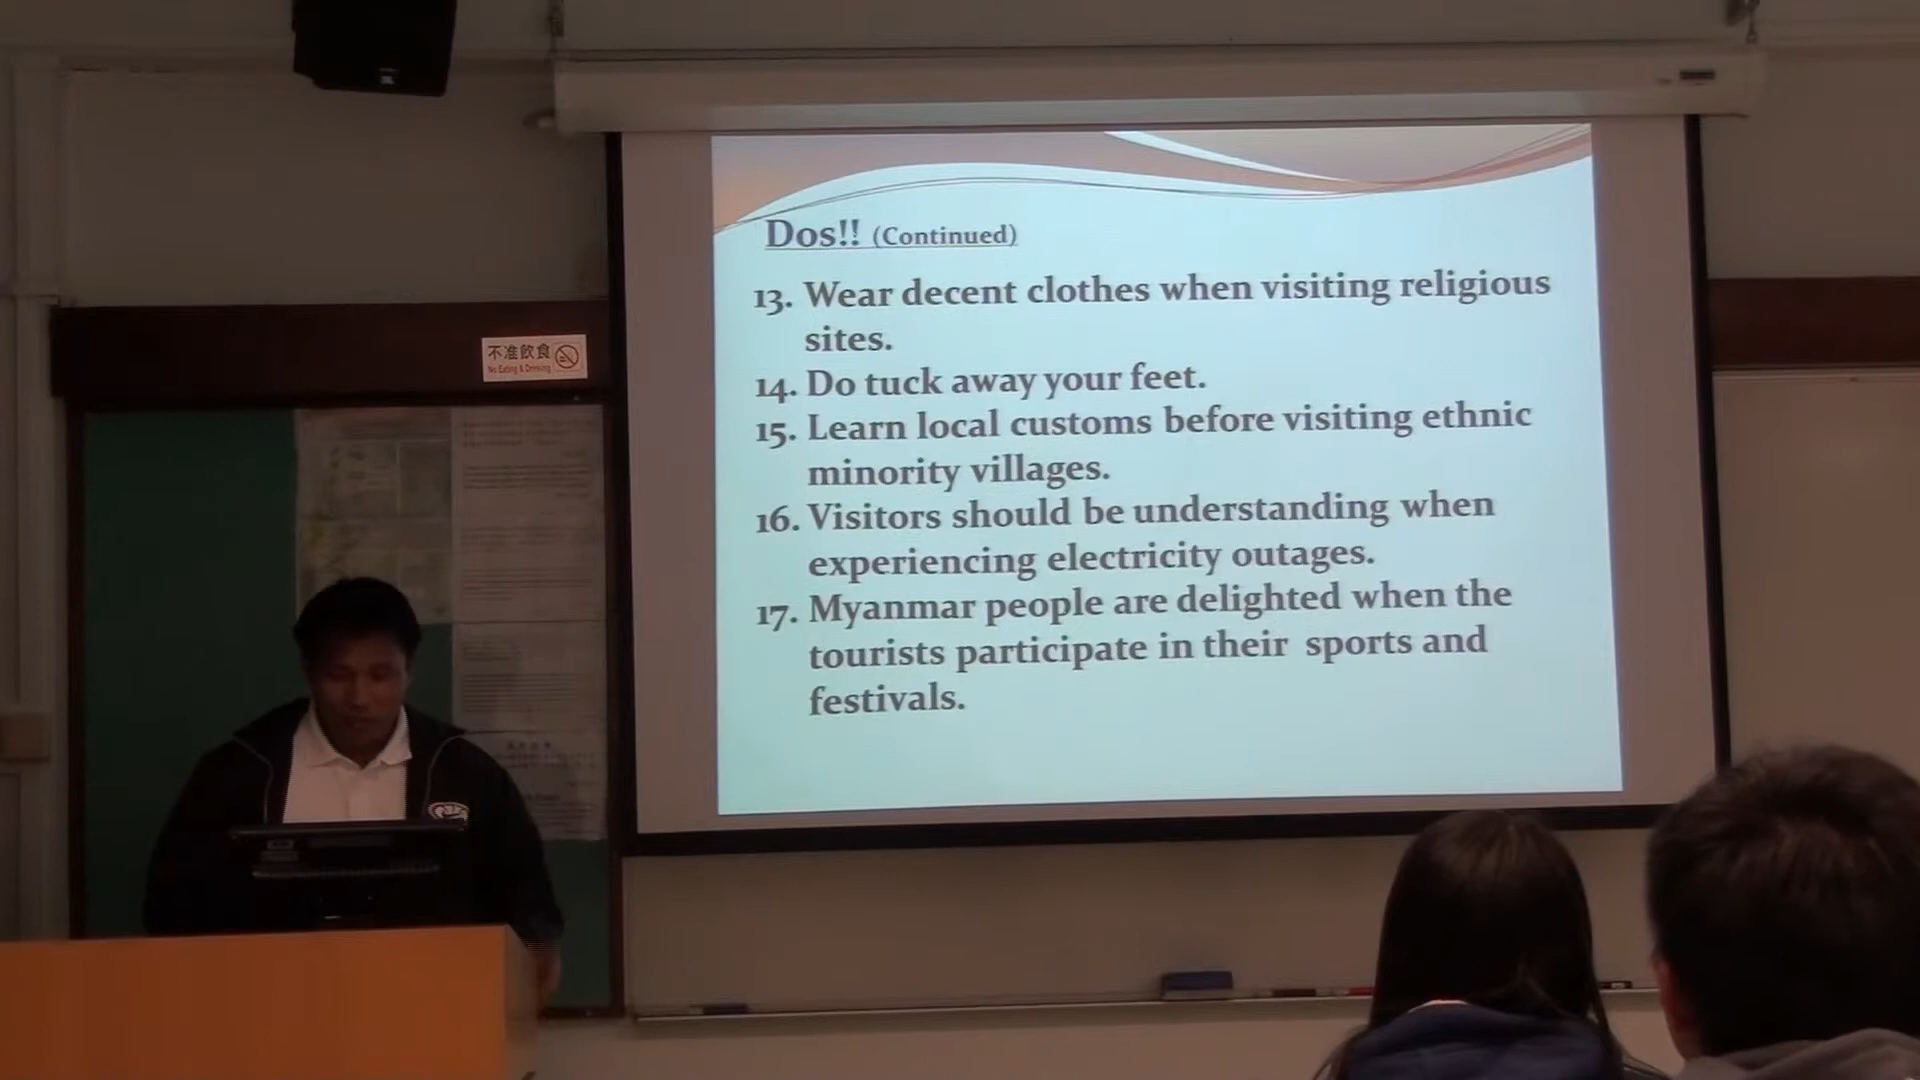 Dos!! (Continued)
13. Wear decent clothes when visiting religious
sites.
14. Do tuck away your feet.
15. Learn local customs before visiting ethnic
minority villages.
16. Visitors should be understanding when
experiencing electricity outages.
17. Myanmar people are delighted when the
tourists participate in their sports and
festivals.
不准飲食
No Eating & Drinking